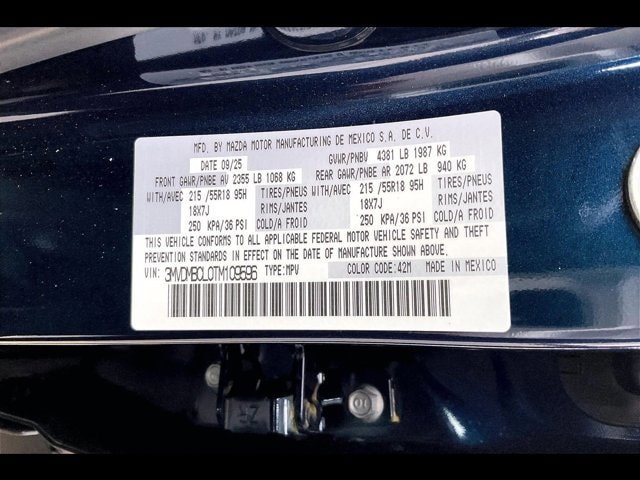 MFD. BY MAZDA MOTOR MANUFACTURING DE MEXICO S.A. DE C.V.
DATE 09/25 GVWR/PNBV 4381 LB 1987 KG
FRONT GAWR/PNBE AV 2355 LB 1068 KG REAR GAWR/PNBE AR 2072 LB 940 KG
WITH/AVEC 215 /55R18 95H TIRES/PNEUS WITH/AVEC 215 /55R18 95H TIRES/PNEUS
18X7J RIMS/JANTES 18X7J RIMS/JANTES
250 KPA/36 PSI COLD/A FROID 250 KPA/36 PSI COLD/A FROID
THIS VEHICLE CONFORMS TO ALL APPLICABLE FEDERAL MOTOR VEHICLE SAFETY AND THEFT
PREVENTION STANDARDS IN EFFECT ON THE DATE OF MANUFACTURE SHOWN ABOVE.
VIN: 3MVDMBCL0TM109596 TYPE:MPV COLOR CODE:42M MADE IN MEXICO